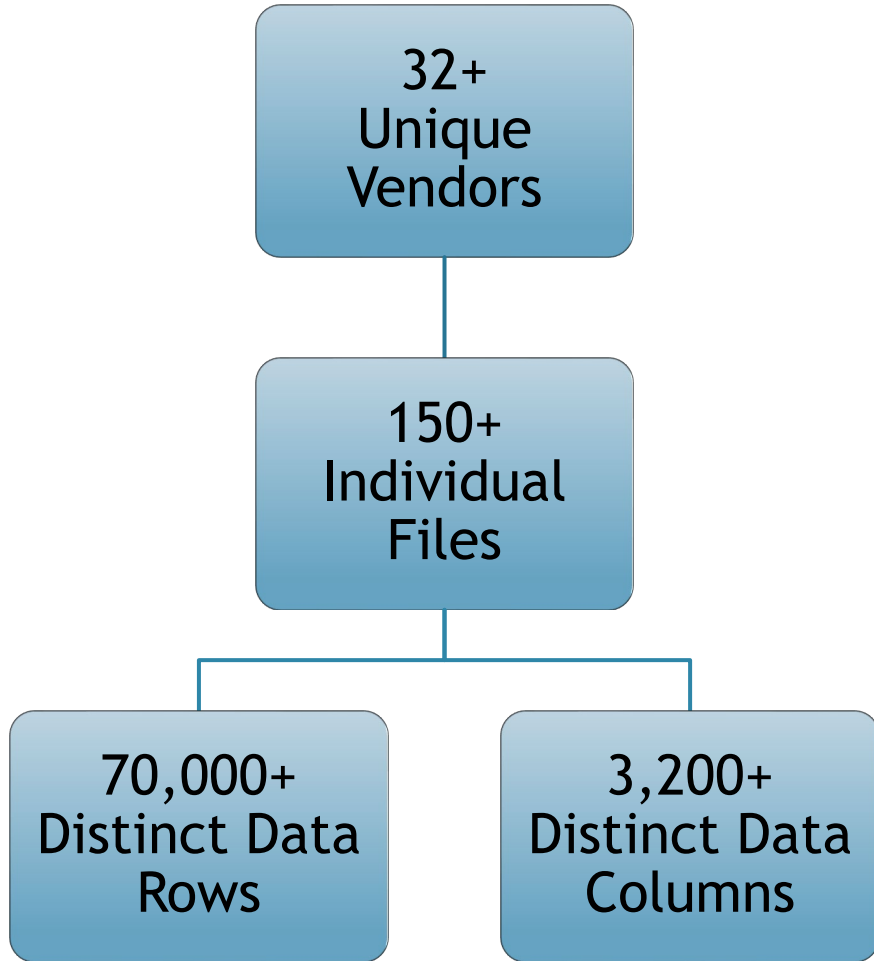 32+
Unique
Vendors
150+
Individual
Files
70,000+
Distinct Data
Rows
3,200+
Distinct Data
Columns